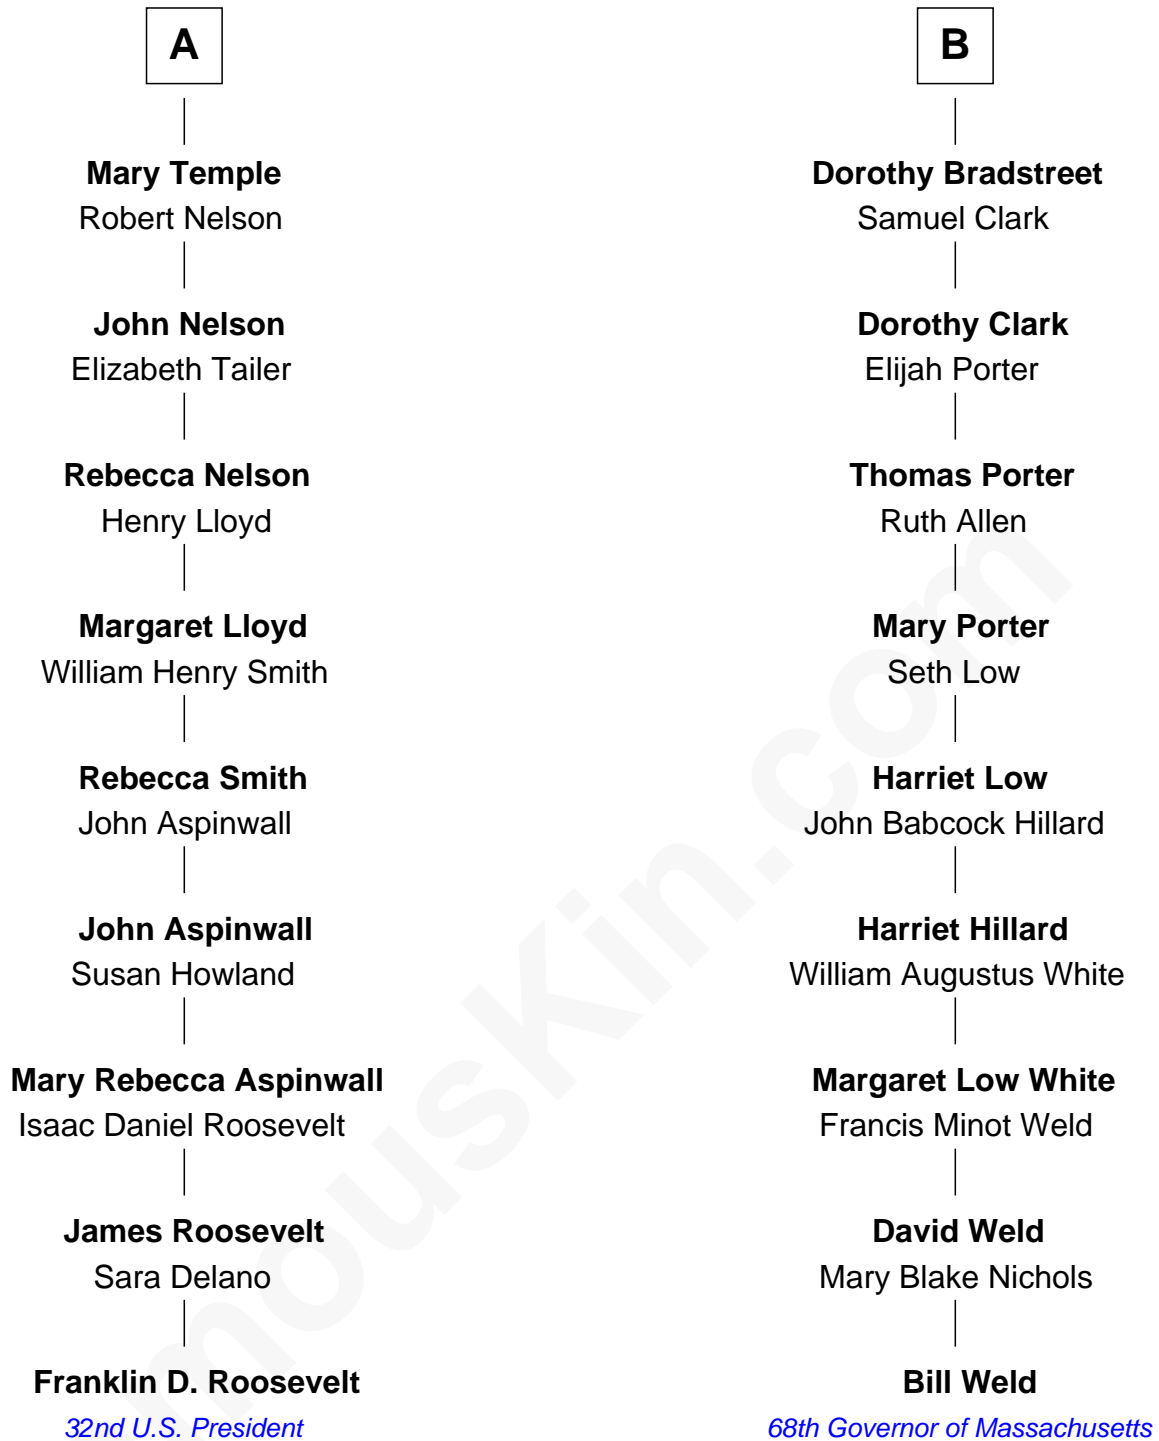 A
Mary Temple
Robert Nelson
John Nelson
Elizabeth Tailer
Rebecca Nelson
Henry Lloyd
Margaret Lloyd
William Henry Smith
Rebecca Smith
John Aspinwall
John Aspinwall
Susan Howland
Mary Rebecca Aspinwall
Isaac Daniel Roosevelt
James Roosevelt
Sara Delano
Franklin D. Roosevelt
32nd U.S. President
B
Dorothy Bradstreet
Samuel Clark
Dorothy Clark
Elijah Porter
Thomas Porter
Ruth Allen
Mary Porter
Seth Low
Harriet Low
John Babcock Hillard
Harriet Hillard
William Augustus White
Margaret Low White
Francis Minot Weld
David Weld
Mary Blake Nichols
Bill Weld
68th Governor of Massachusetts
mouskin.com